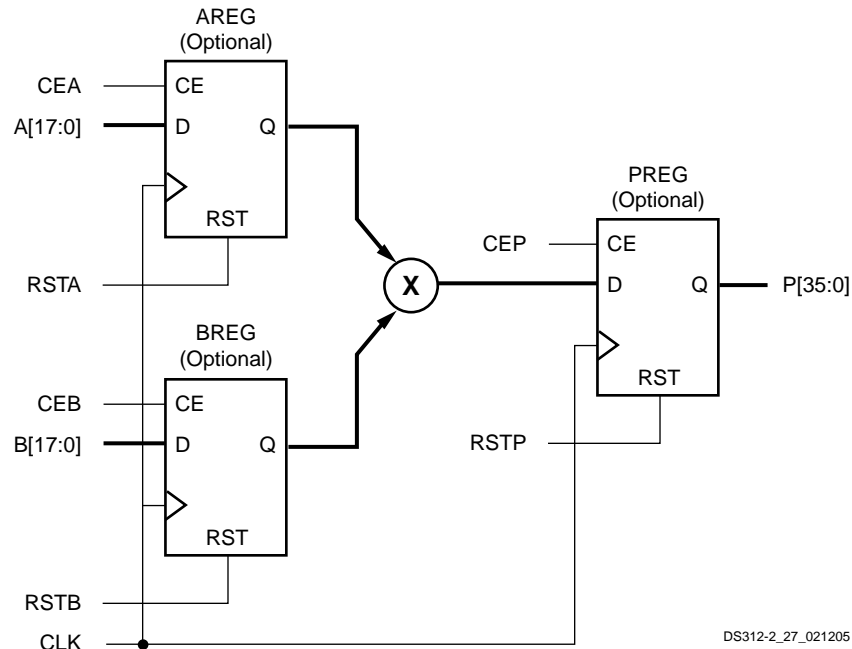 AREG
(Optional)
CEA
CE
A[17:0]
D
Q
RST
RSTA
PREG
(Optional)
CEP
CE
X
D
Q
P[35:0]
RST
RSTP
BREG
(Optional)
CEB
CE
B[17:0]
D
Q
RST
RSTB
CLK
DS312-2_27_021205